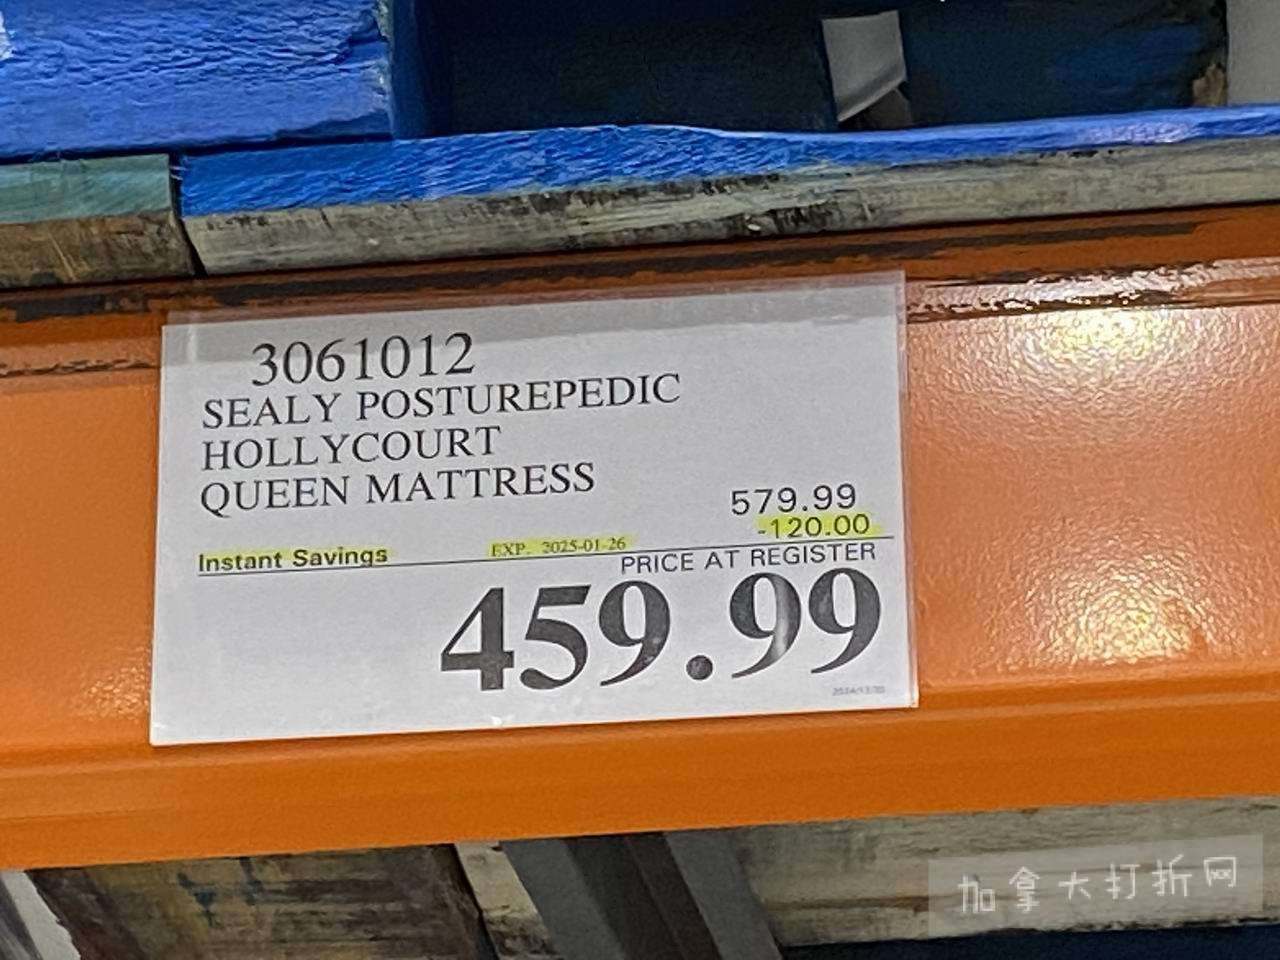 3061012
SEALY POSTUREPEDIC
HOLLYCOURT
QUEEN MATTRESS
579.99
-120.00
Instant Savings EXP. 2025-01-26
PRICE AT REGISTER
459.99
加拿大打折网